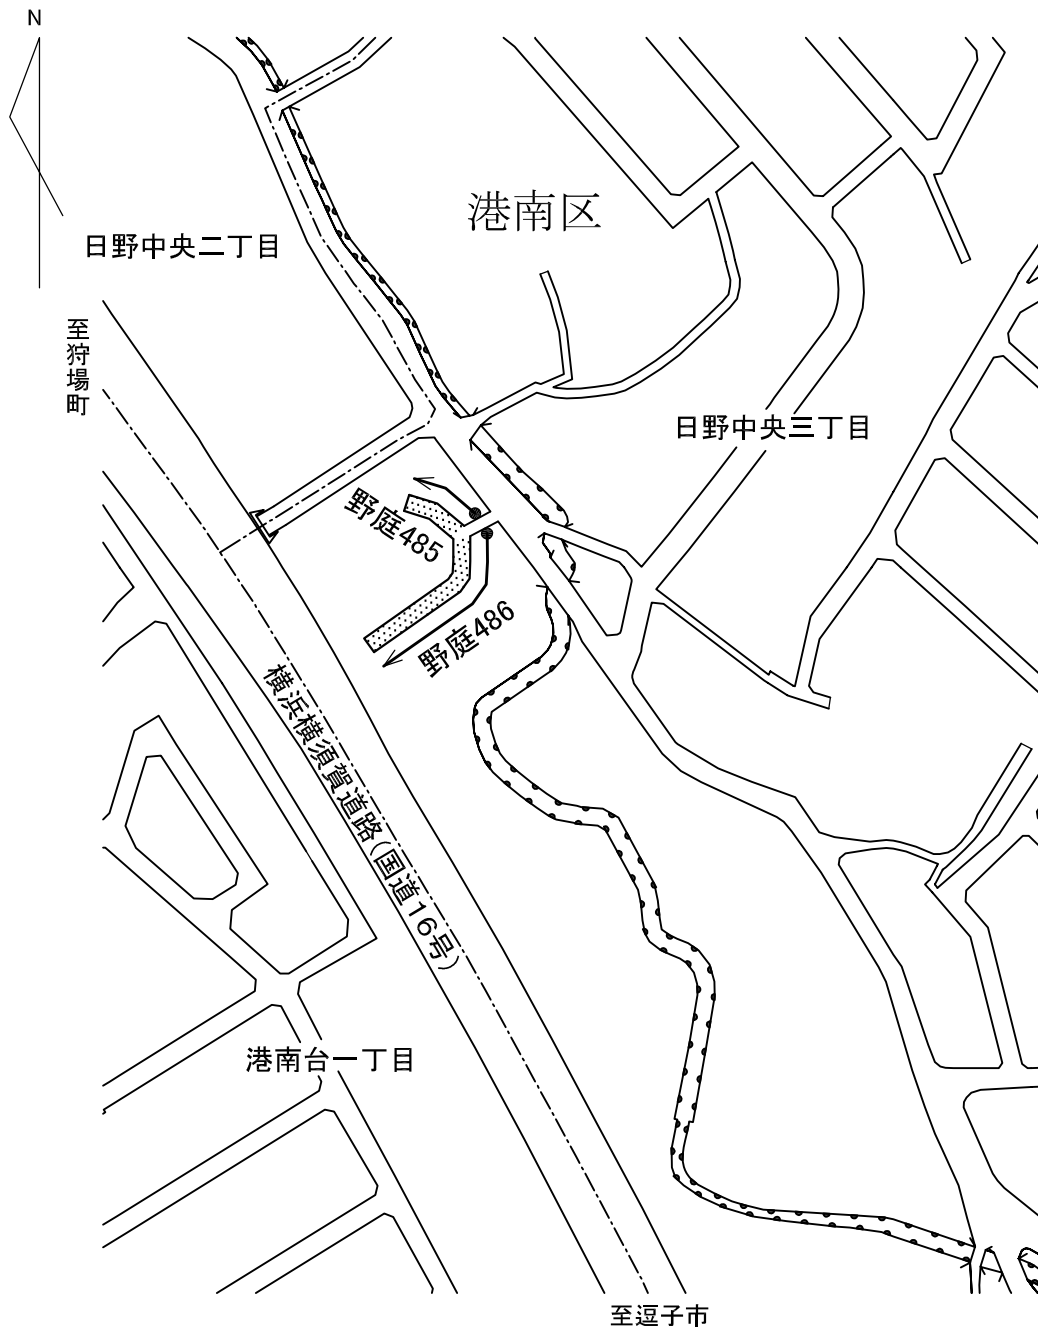 N
港南区
日野中央二丁目
至狩場町
日野中央三丁目
野庭485
野庭486
横浜横須賀道路(国道16号)
港南台一丁目
至逗子市